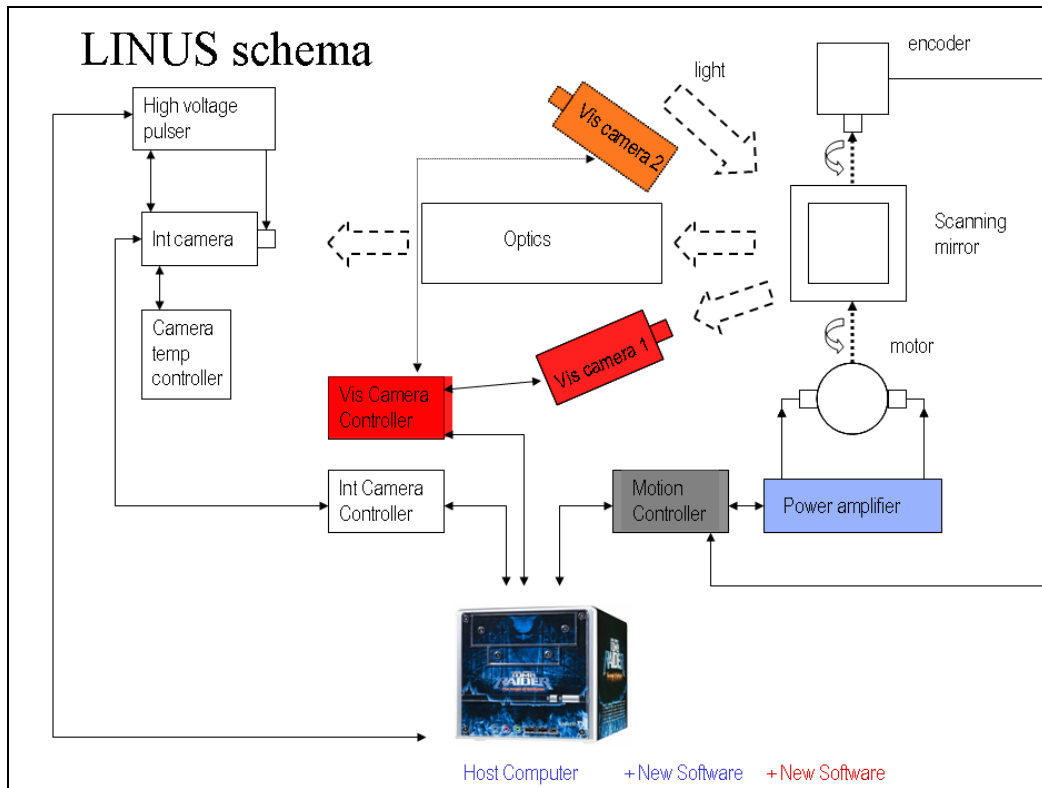 LINUS schema
encoder
light
High voltage
pulser
Vis camera 2
Int camera
Optics
Scanning
mirror
Camera
temp
controller
Vis camera 1
motor
Vis Camera
Controller
Int Camera
Controller
Motion
Controller
Power amplifier
TOMB
RAIDER
Host Computer + New Software + New Software